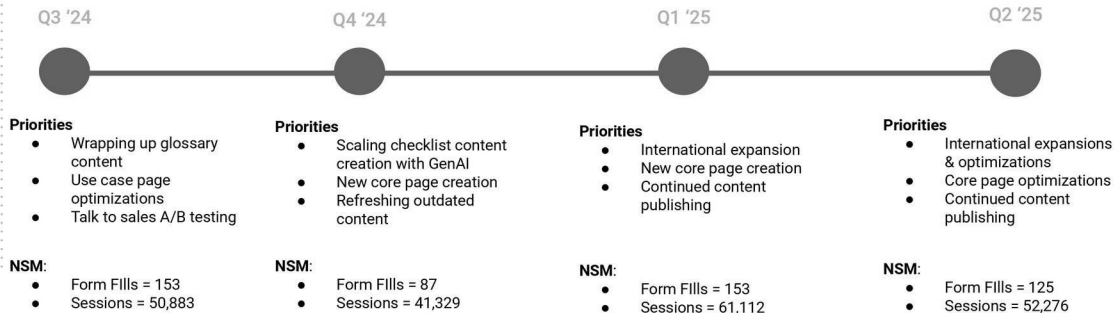 Q3 ‘24
Q4 ‘24
Q1 ‘25
Q2 ‘25
Priorities
● Wrapping up glossary
content
● Use case page
optimizations
● Talk to sales A/B testing
NSM:
● Form FIlls = 153
● Sessions = 50,883
Priorities
● Scaling checklist content
creation with GenAI
● New core page creation
● Refreshing outdated
content
NSM:
● Form FIlls = 87
● Sessions = 41,329
Priorities
● International expansion
● New core page creation
● Continued content
publishing
NSM:
● Form FIlls = 153
● Sessions = 61,112
Priorities
● International expansions
& optimizations
● Core page optimizations
● Continued content
publishing
NSM:
● Form FIlls = 125
● Sessions = 52,276